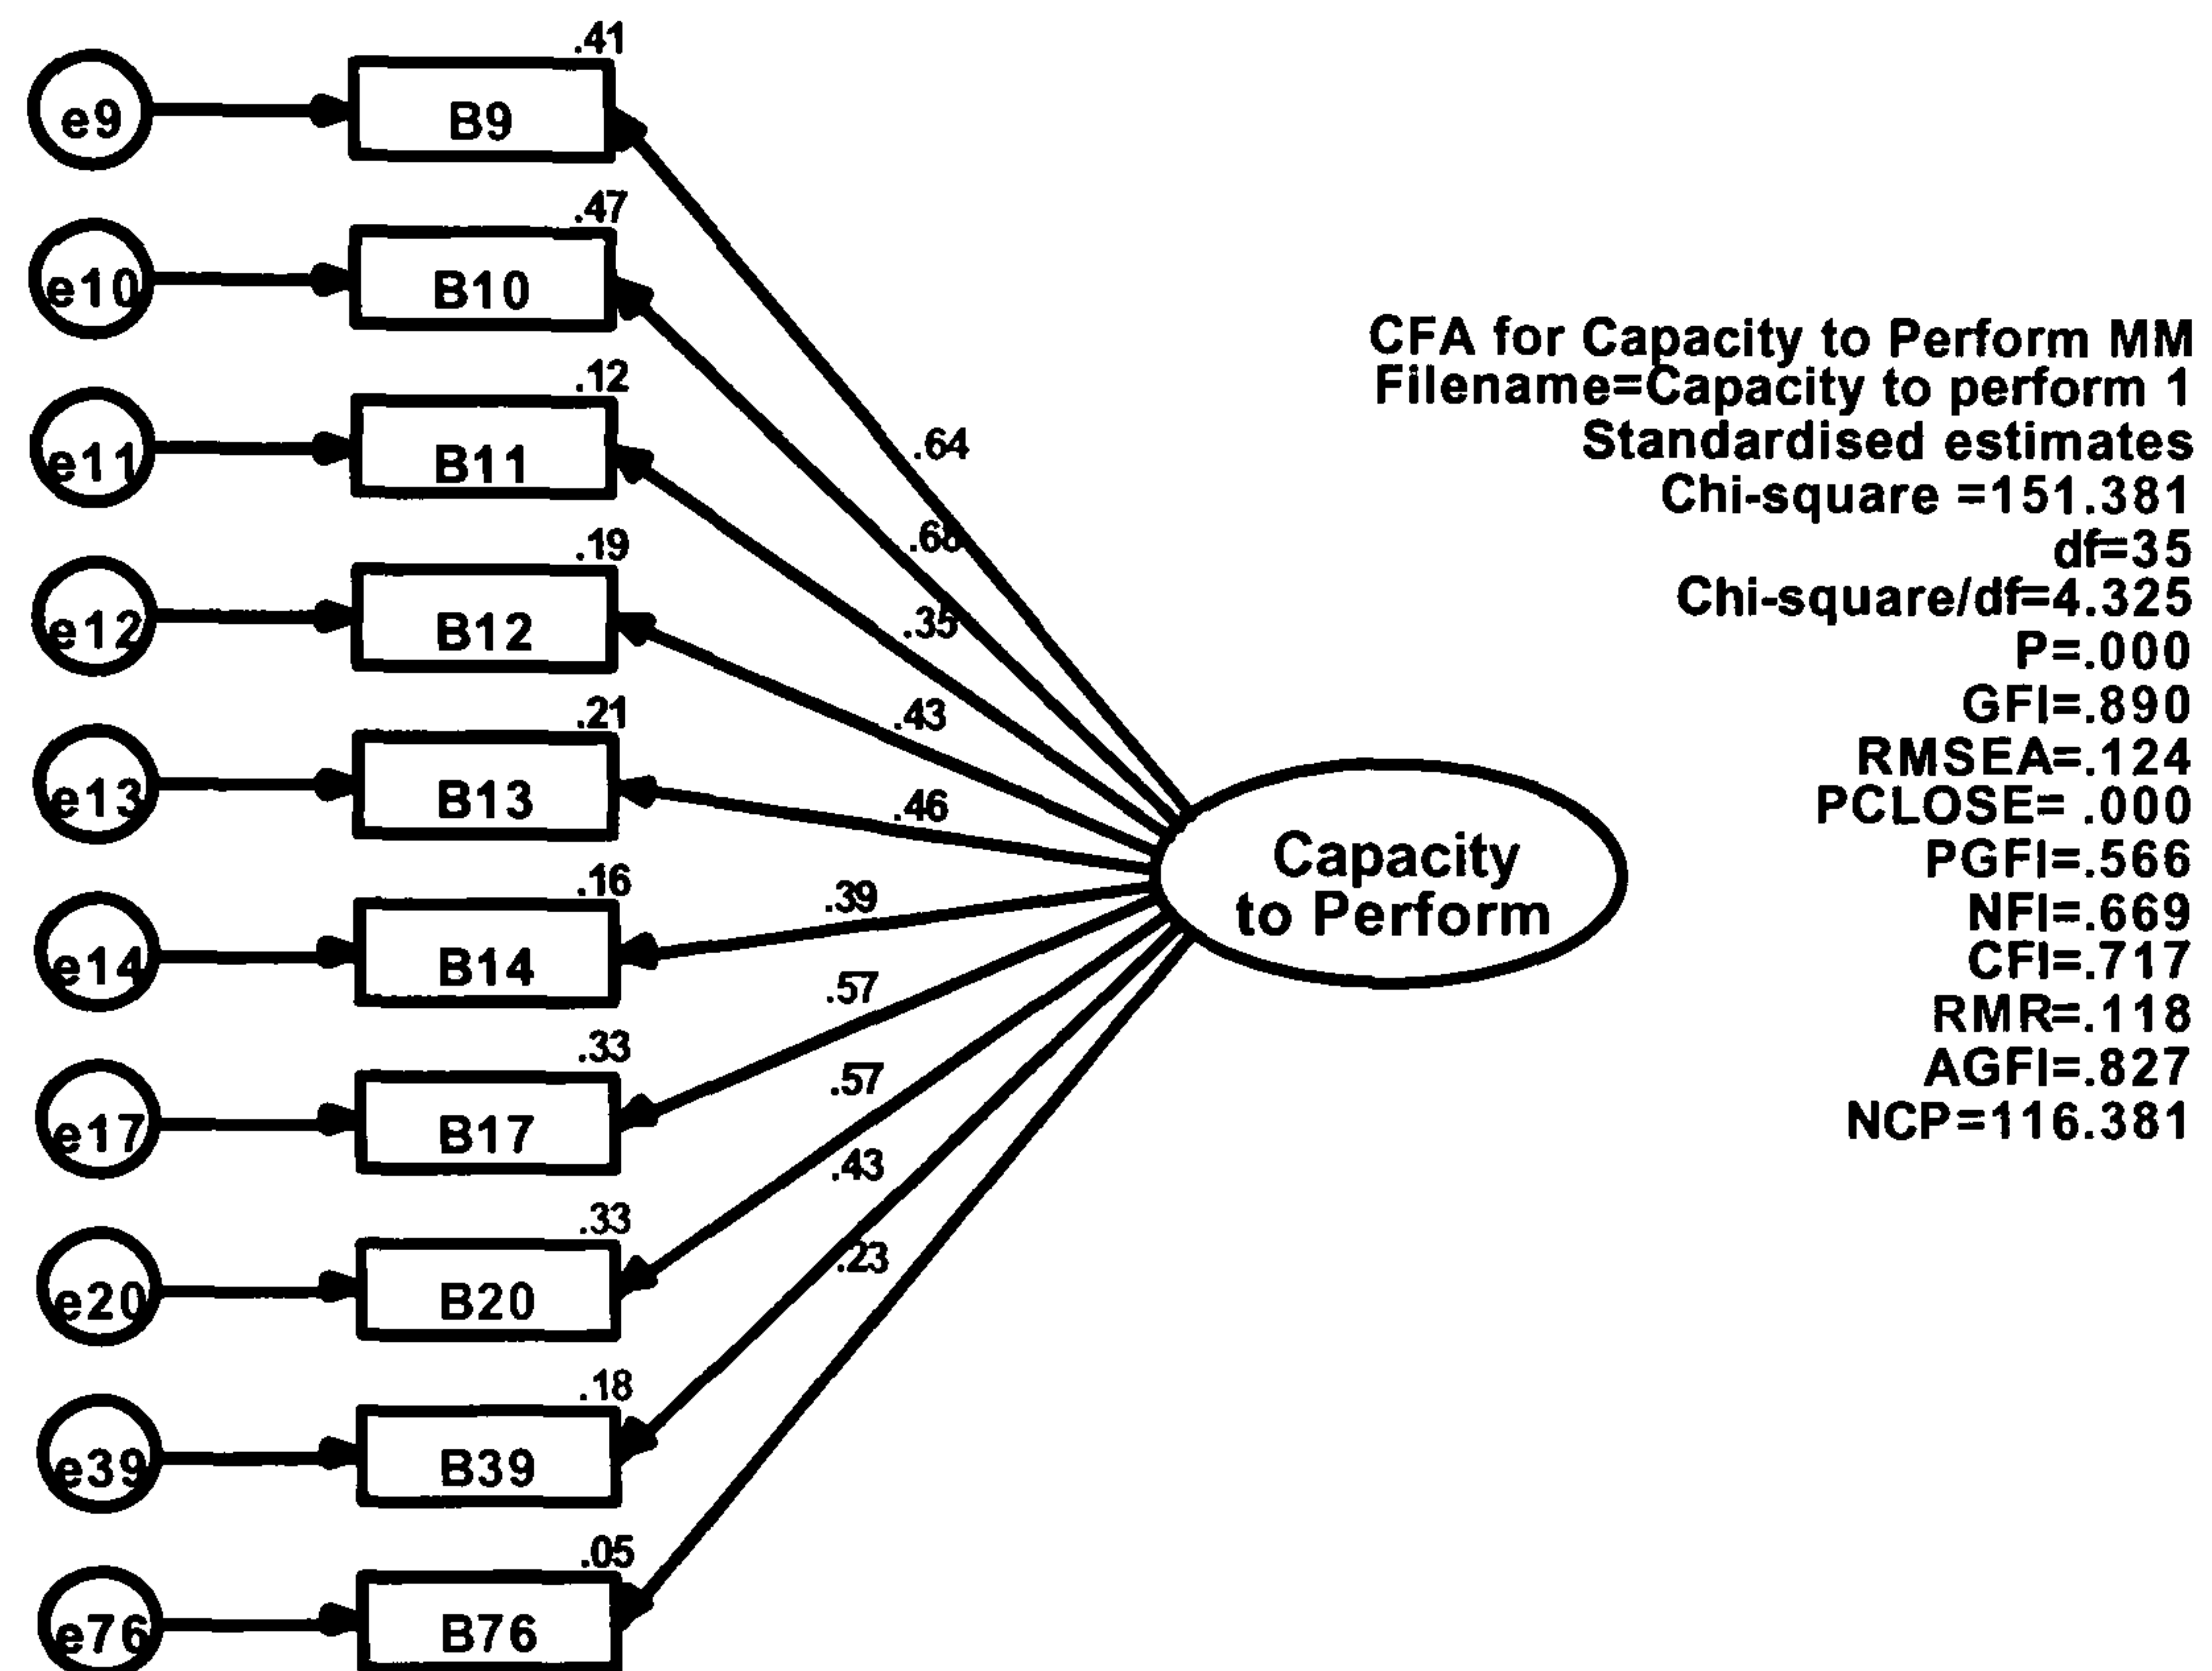 .41
e9
B9
.47
e10
B10
.12
e11
B11
.19
e12
B12
.21
e13
B13
.16
e14
B14
.33
e17
B17
.33
e20
B20
.18
e39
B39
.05
e76
B76
.64
.35
.43
.46
.39
.57
.57
.43
.23
Capacity
to Perform
CFA for Capacity to Perform MM
Filename=Capacity to perform 1
Standardised estimates
Chi-square =151.381
df=35
Chi-square/df=4.325
P=.000
GFI=.890
RMSEA=.124
PCLOSE= .000
PGFI=.566
NFI=.669
CFI=.717
RMR=.118
AGFI=.827
NCP=116.381